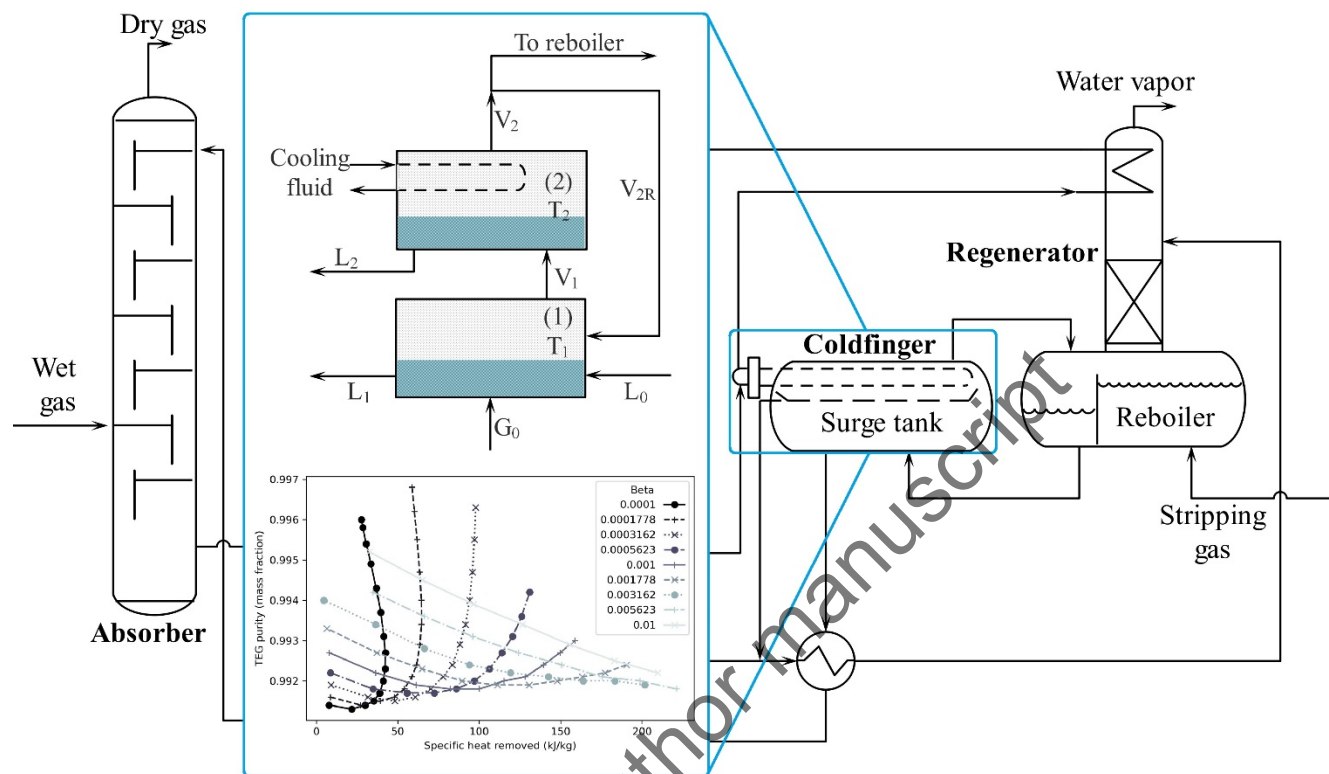 Dry gas
To reboiler
Water vapor
V2
Cooling
fluid
(2)
T2
V2R
L2
V1
Regenerator
(1)
T1
Coldfinger
Wet
gas
L1
L0
G0
Surge tank
Reboiler
Stripping
gas
Absorber
thor manuscript
TEG purity (mass fraction)
0.997
0.996
0.995
0.994
0.993
0.992
Beta
0.0001
0.0001778
0.0003162
0.0005623
0.001
0.001778
0.003162
0.005623
0.01
0
50
100
150
200
Specific heat removed (kJ/kg)